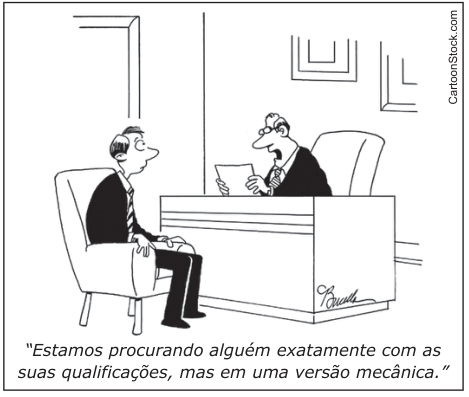 CartoonStock.com
“Estamos procurando alguém exatamente com as
suas qualificações, mas em uma versão mecânica.”